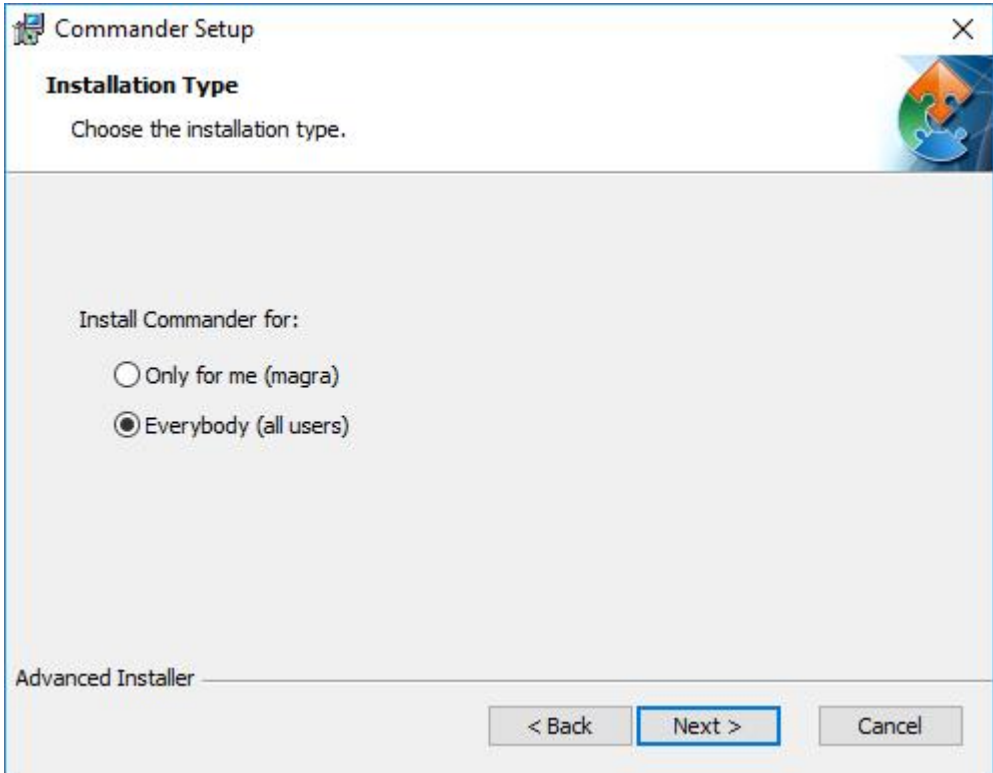 Commander Setup
Installation Type
Choose the installation type.
Install Commander for:
Only for me (magra)
Everybody (all users)
Advanced Installer
< Back Next > Cancel